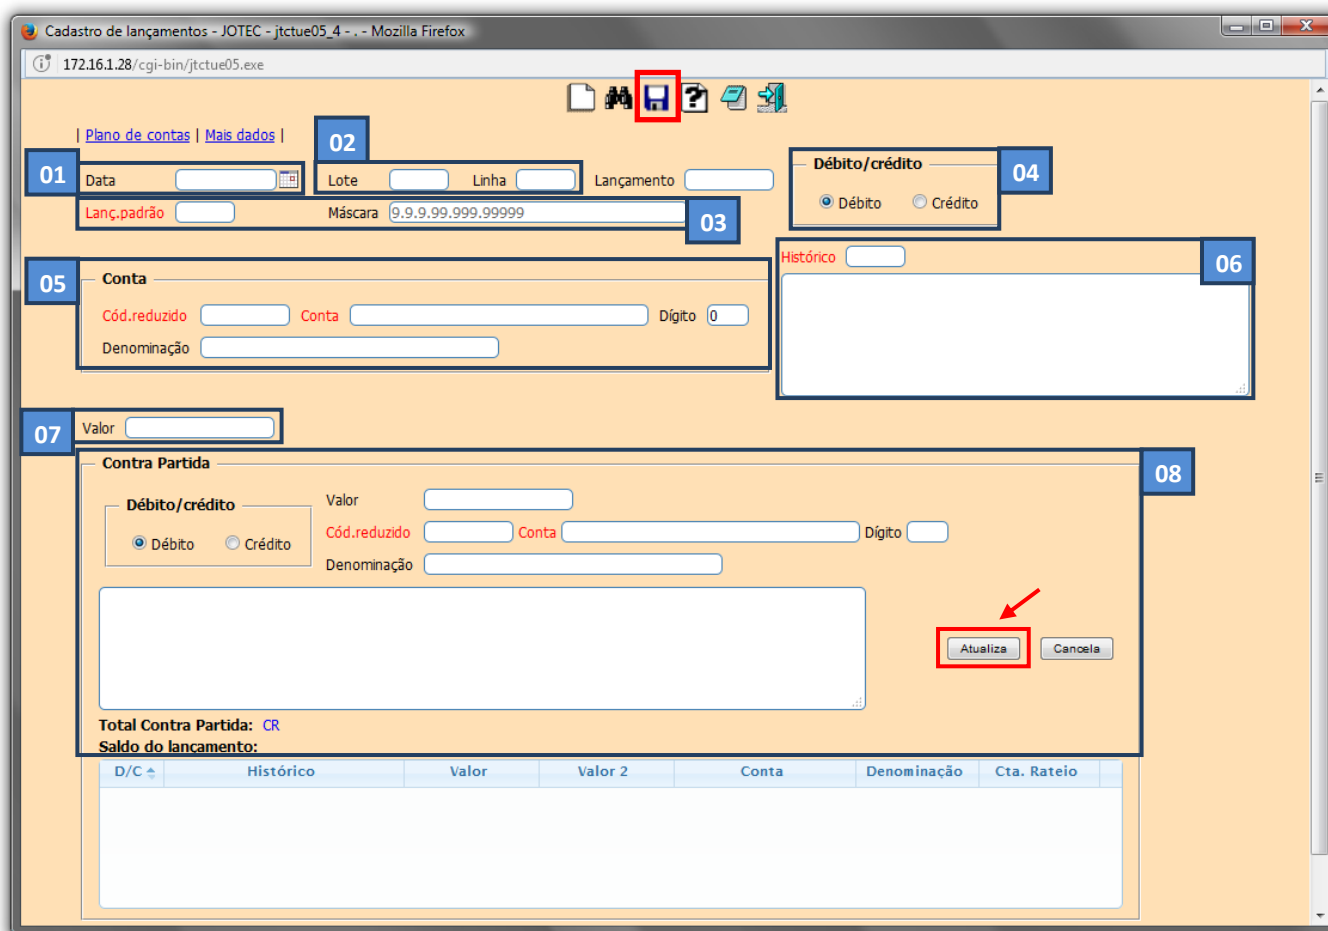 Cadastro de lançamentos - JOTEC - jtctue05_4 - . - Mozilla Firefox
172.16.1.28/cgi-bin/jtctue05.exe
| Plano de contas | Mais dados |
02
01
Data
Lote
Linha
Lançamento
Débito/crédito
Débito
Crédito
04
Lanç.padrão
Máscara 9.9.9.99.999.99999
03
05
Conta
Cód.reduzido
Conta
Dígito 0
Denominação
Histórico
06
07
Valor
Contra Partida
08
Débito/crédito
Débito
Crédito
Valor
Cód.reduzido
Conta
Dígito
Denominação
Atualiza
Cancela
Total Contra Partida: CR
Saldo do lançamento:
D/C Histórico Valor Valor 2 Conta Denominação Cta. Rateio